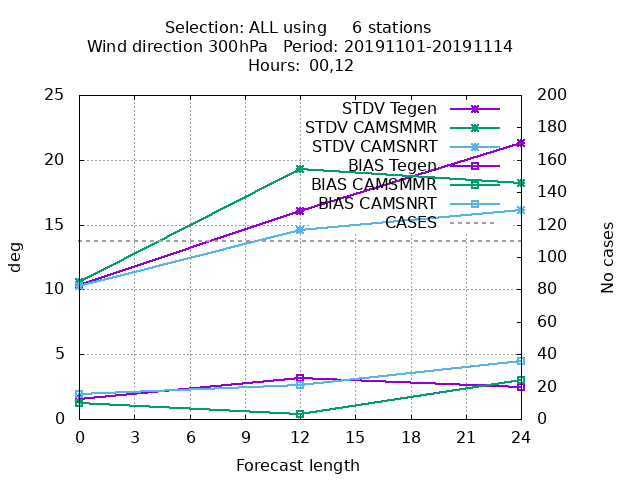 Selection: ALL using     6 stations
Wind direction 300hPa   Period: 20191101-20191114
Hours:  00,12
25
20
15
10
5
0
200
180
160
140
120
100
80
60
40
20
0
STDV Tegen
STDV CAMSMMR
STDV CAMSNRT
BIAS Tegen
BIAS CAMSMMR
BIAS CAMSNRT
CASES
deg
No cases
0 3 6 9 12 15 18 21 24
Forecast length